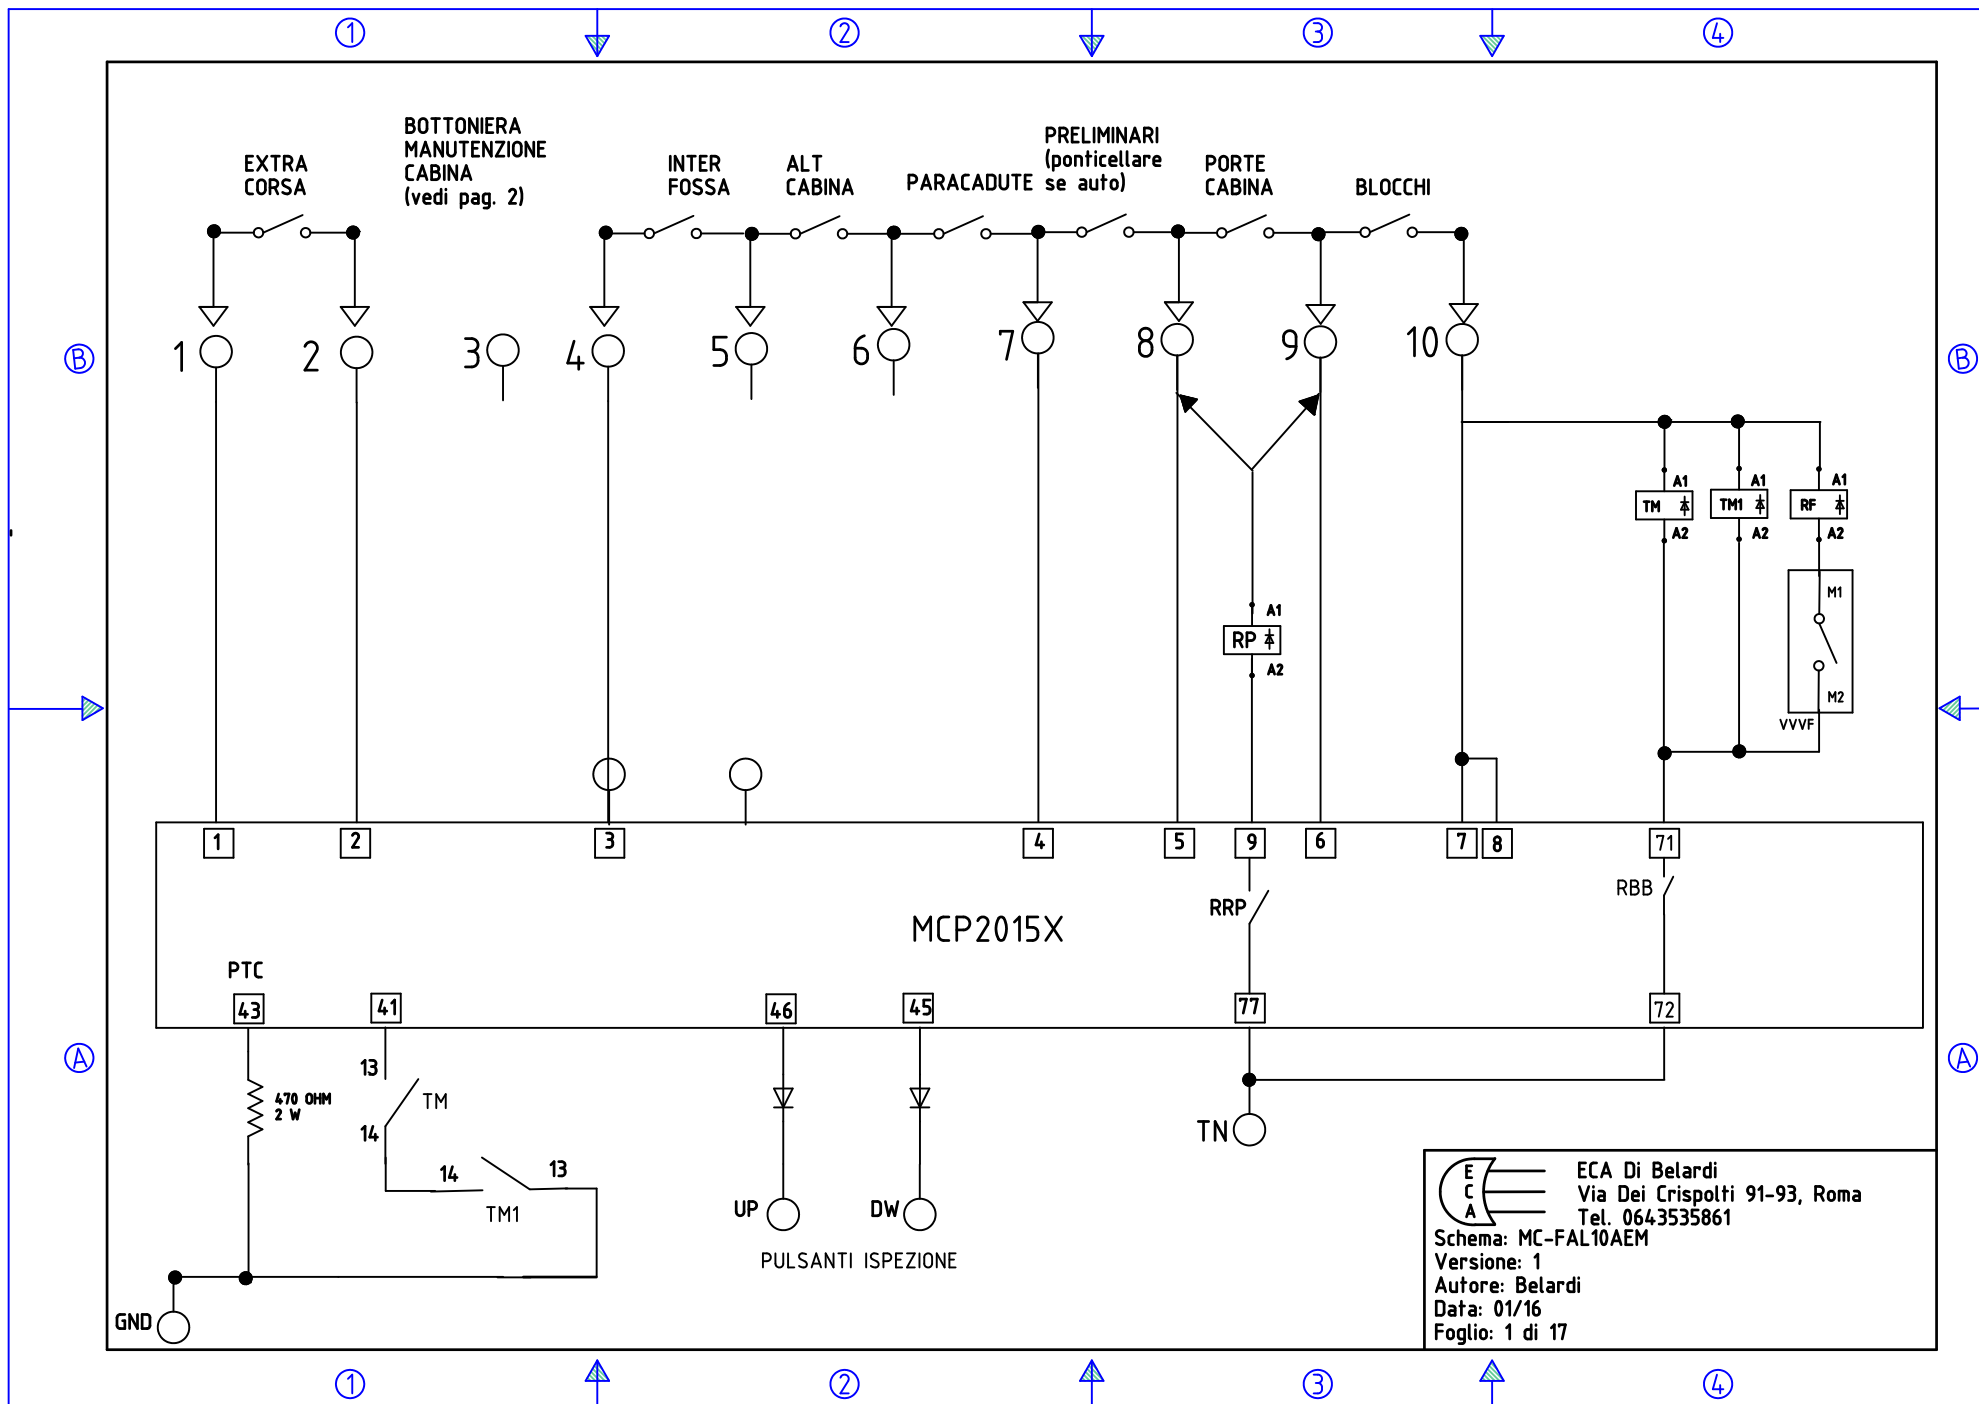 1
2
3
4
BOTTONIERA
MANUTENZIONE
CABINA
(vedi pag. 2)
EXTRA
CORSA
INTER
FOSSA
ALT
CABINA
PARACADUTE
PRELIMINARI
(ponticellare
se auto)
PORTE
CABINA
BLOCCHI
B
1
2
3
4
5
6
7
8
9
10
B
A1
A1
A1
TM
TM1
RF
A2
A2
A2
M1
M2
VVVF
A1
RP
A2
1
2
3
4
5
9
6
7
8
71
RRP
RBB
MCP2015X
PTC
43
41
46
45
77
72
A
A
13
TM
14
470 OHM
2 W
14
13
TM1
UP
DW
TN
PULSANTI ISPEZIONE
GND
E
C
A
ECA Di Belardi
Via Dei Crispolti 91-93, Roma
Tel. 0643535861
Schema: MC-FAL10AEM
Versione: 1
Autore: Belardi
Data: 01/16
Foglio: 1 di 17
1
2
3
4